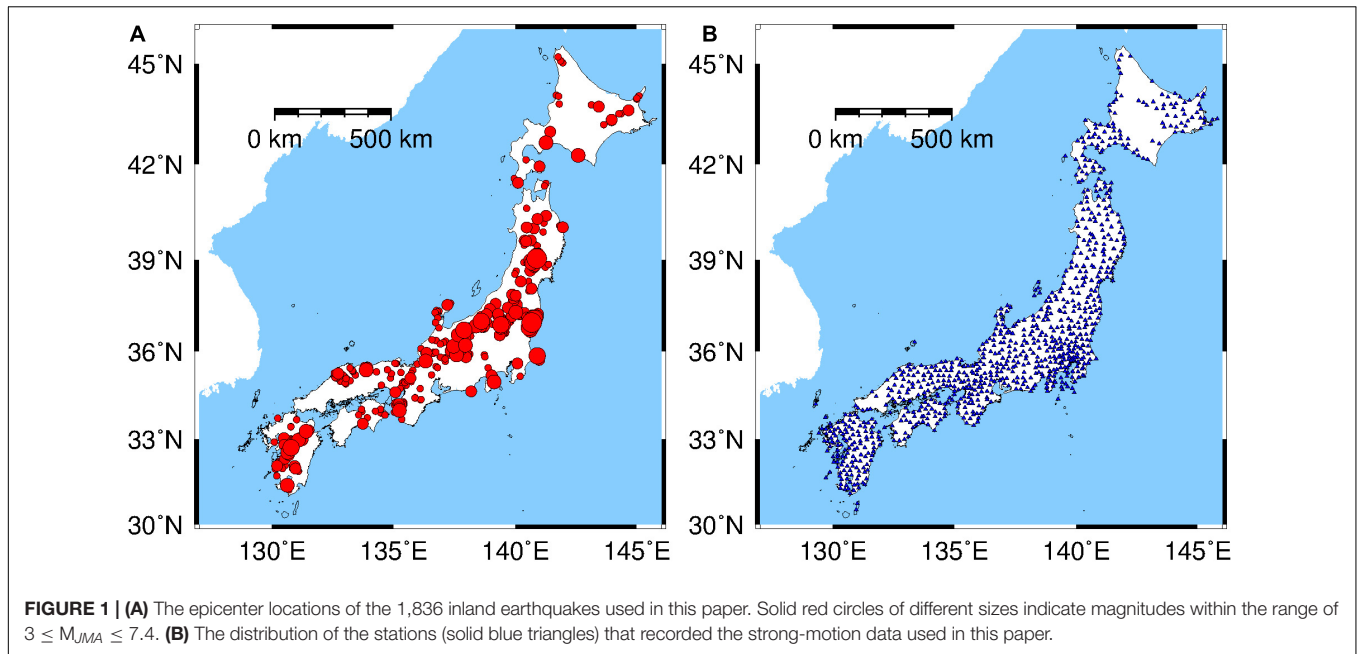 A
45°N
42°N
39°N
36°N
33°N
30°N
0 km 500 km
130°E 135°E 140°E 145°E
B
45°N
42°N
39°N
36°N
33°N
30°N
0 km 500 km
130°E 135°E 140°E 145°E
FIGURE 1 | (A) The epicenter locations of the 1,836 inland earthquakes used in this paper. Solid red circles of different sizes indicate magnitudes within the range of
3 ≤ M_JMA ≤ 7.4. (B) The distribution of the stations (solid blue triangles) that recorded the strong-motion data used in this paper.